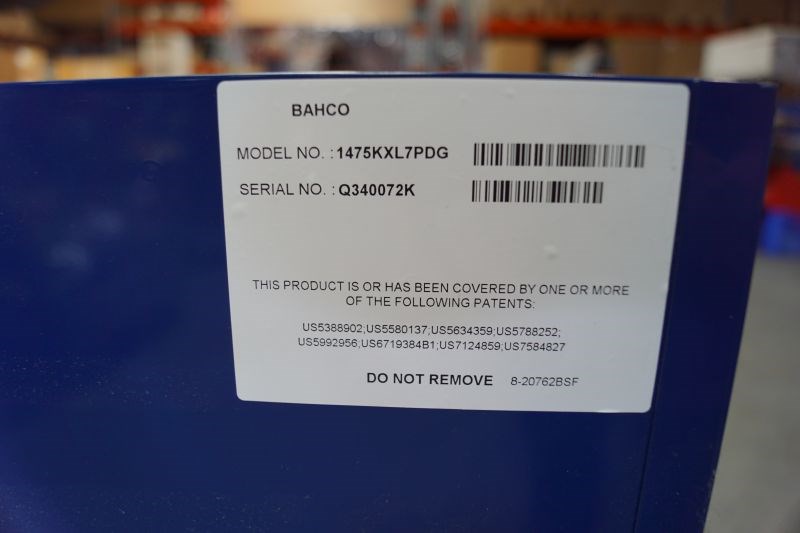 BAHCO
MODEL NO. : 1475KXL7PDG
SERIAL NO. : Q340072K
THIS PRODUCT IS OR HAS BEEN COVERED BY ONE OR MORE
OF THE FOLLOWING PATENTS:
US5388902;US5580137;US5634359;US5788252;
US5992956;US6719384B1;US7124859;US7584827
DO NOT REMOVE 8-20762BSF